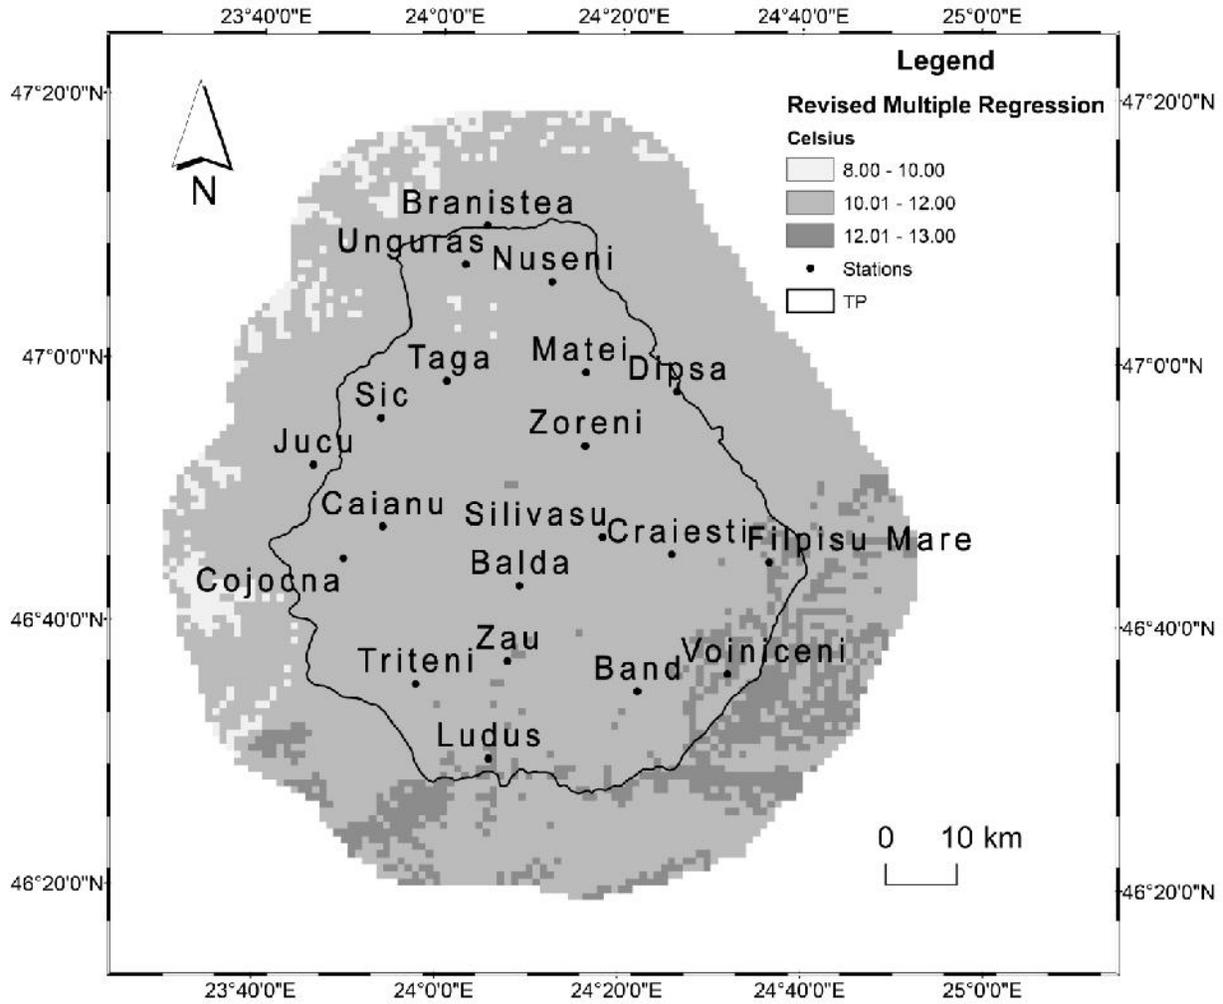 23°40'0"E 24°0'0"E 24°20'0"E 24°40'0"E 25°0'0"E
Legend
47°20'0"N
47°20'0"N
Revised Multiple Regression
Celsius
8.00 - 10.00
N
10.01 - 12.00
Branistea
12.01 - 13.00
Unguras
Nuseni
Stations
TP
47°0'0"N
47°0'0"N
Taga
Matei
Dipsa
Sic
Zoreni
Jucu
Caianu
Silivasu
Craiesti
Filpisu Mare
Balda
Cojocna
46°40'0"N
46°40'0"N
Zau
Voiniceni
Triteni
Band
Ludus
0 10 km
46°20'0"N
46°20'0"N
23°40'0"E 24°0'0"E 24°20'0"E 24°40'0"E 25°0'0"E